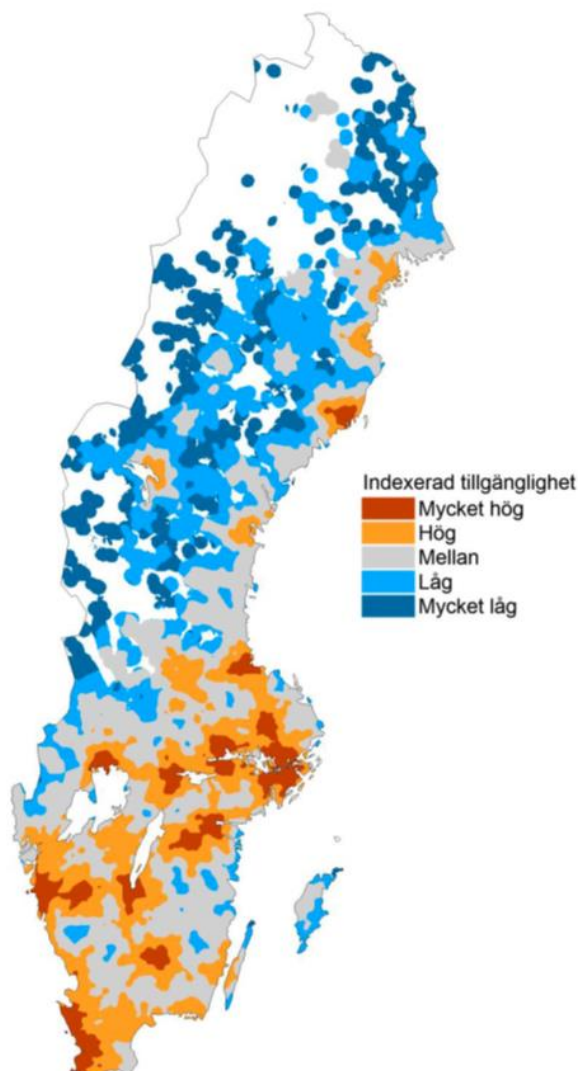 Indexerad tillgänglighet
Mycket hög
Hög
Mellan
Låg
Mycket låg